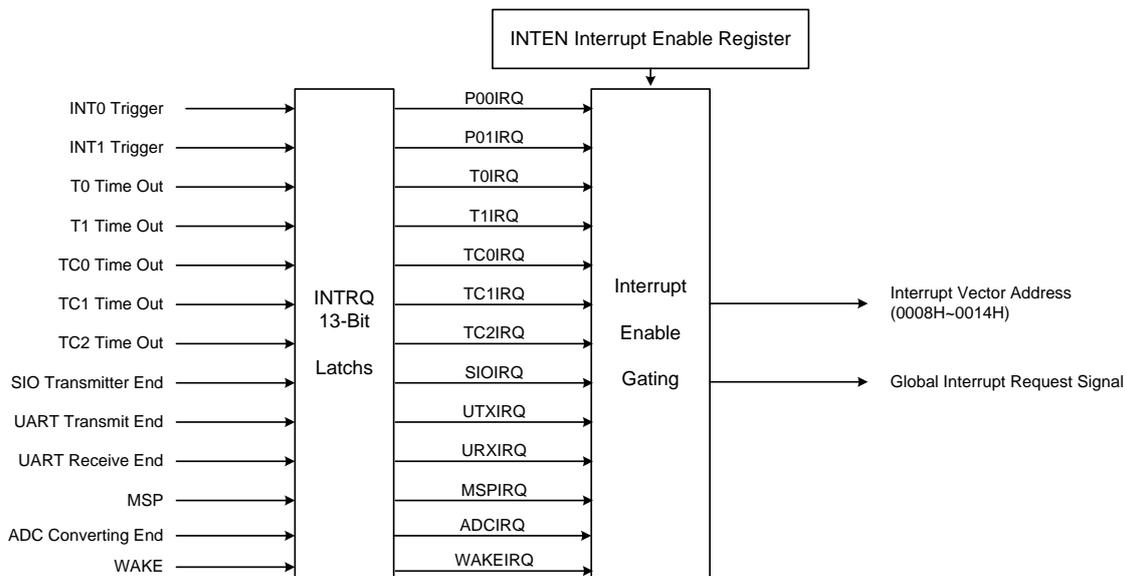 INTEN Interrupt Enable Register
INT0 Trigger
P00IRQ
INT1 Trigger
P01IRQ
T0 Time Out
T0IRQ
T1 Time Out
T1IRQ
TC0 Time Out
TC0IRQ
TC1 Time Out
TC1IRQ
TC2 Time Out
TC2IRQ
SIO Transmitter End
SIOIRQ
UART Transmit End
UTXIRQ
UART Receive End
URXIRQ
MSP
MSPIRQ
ADC Converting End
ADCIRQ
WAKE
WAKEIRQ
INTRQ
13-Bit
Latchs
Interrupt
Enable
Gating
Interrupt Vector Address
(0008H~0014H)
Global Interrupt Request Signal